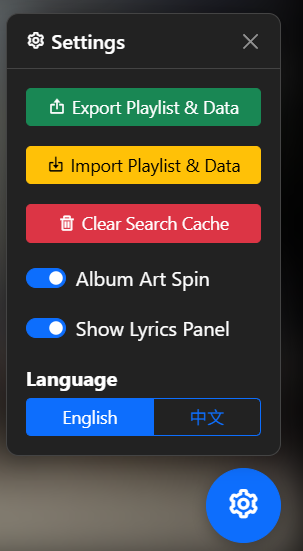 Settings
Export Playlist & Data
Import Playlist & Data
Clear Search Cache
Album Art Spin
Show Lyrics Panel
Language
English 中文